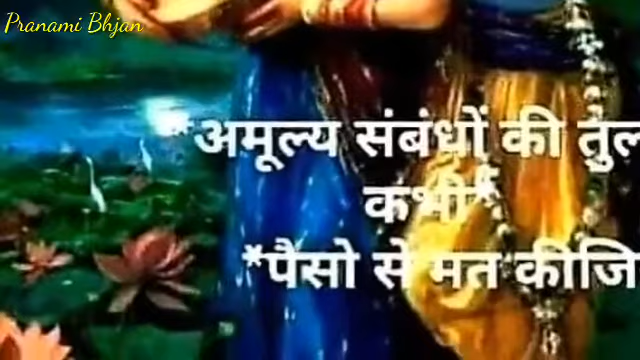 Pranami Bhjan
*अमूल्य संबंधों की
कभी*
*पैसो से मत